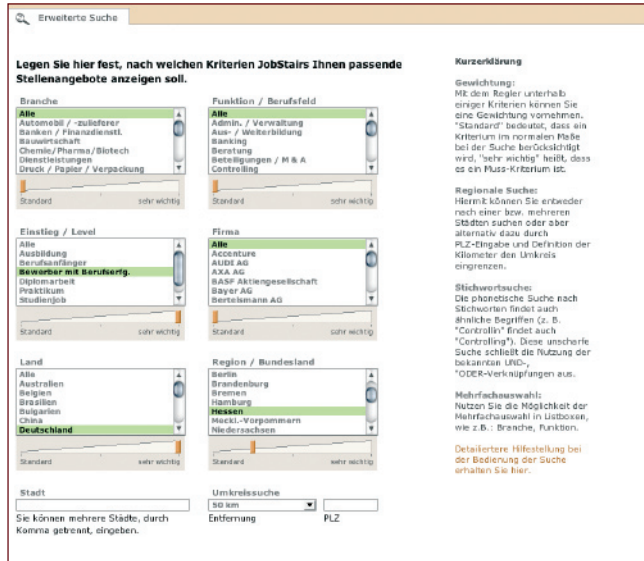 Erweiterte Suche
Legen Sie hier fest, nach welchen Kriterien JobStairs Ihnen passende
Stellenangebote anzeigen soll.
Branche
Alle
Automobil / -zulieferer
Banken / Finanzdienstl.
Bauwirtschaft
Chemie/Pharma/Biotech
Dienstleistungen
Druck / Papier / Verpackung
Standard sehr wichtig
Funktion / Berufsfeld
Alle
Admin. / Verwaltung
Aus- / Weiterbildung
Banking
Beratung
Beteiligungen / M & A
Controlling
Standard sehr wichtig
Einstieg / Level
Alle
Ausbildung
Berufsanfänger
Bewerber mit Berufserfg.
Diplomarbeit
Praktikum
Studienjob
Standard sehr wichtig
Firma
Alle
Accenture
AUDI AG
AXA AG
BASF Aktiengesellschaft
Bayer AG
Bertelsmann AG
Standard sehr wichtig
Land
Alle
Australien
Belgien
Brasilien
Bulgarien
China
Deutschland
Standard sehr wichtig
Region / Bundesland
Berlin
Brandenburg
Bremen
Hamburg
Hessen
Meckl.-Vorpommern
Niedersachsen
Standard sehr wichtig
Stadt
Sie können mehrere Städte, durch
Komma getrennt, eingeben.
Umkreissuche
50 km
Entfernung PLZ
Kurzerklärung
Gewichtung:
Mit dem Regler unterhalb
einiger Kriterien können Sie
eine Gewichtung vornehmen.
"Standard" bedeutet, dass ein
Kriterium im normalen Maße
bei der Suche berücksichtigt
wird, "sehr wichtig" heißt, dass
es ein Muss-Kriterium ist.
Regionale Suche:
Hiermit können Sie entweder
nach einer bzw. mehreren
Städten suchen oder aber
alternativ dazu durch
PLZ-Eingabe und Definition der
Kilometer den Umkreis
eingrenzen.
Stichwortsuche:
Die phonetische Suche nach
Stichworten findet auch
ähnliche Begriffen (z. B.
"Controllin" findet auch
"Controlling"). Diese unscharfe
Suche schließt die Nutzung der
bekannten UND-,
"ODER-Verknüpfungen aus.
Mehrfachauswahl:
Nutzen Sie die Möglichkeit der
Mehrfachauswahl in Listboxen,
wie z.B.: Branche, Funktion.
Detailiertere Hilfestellung bei
der Bedienung der Suche
erhalten Sie hier.